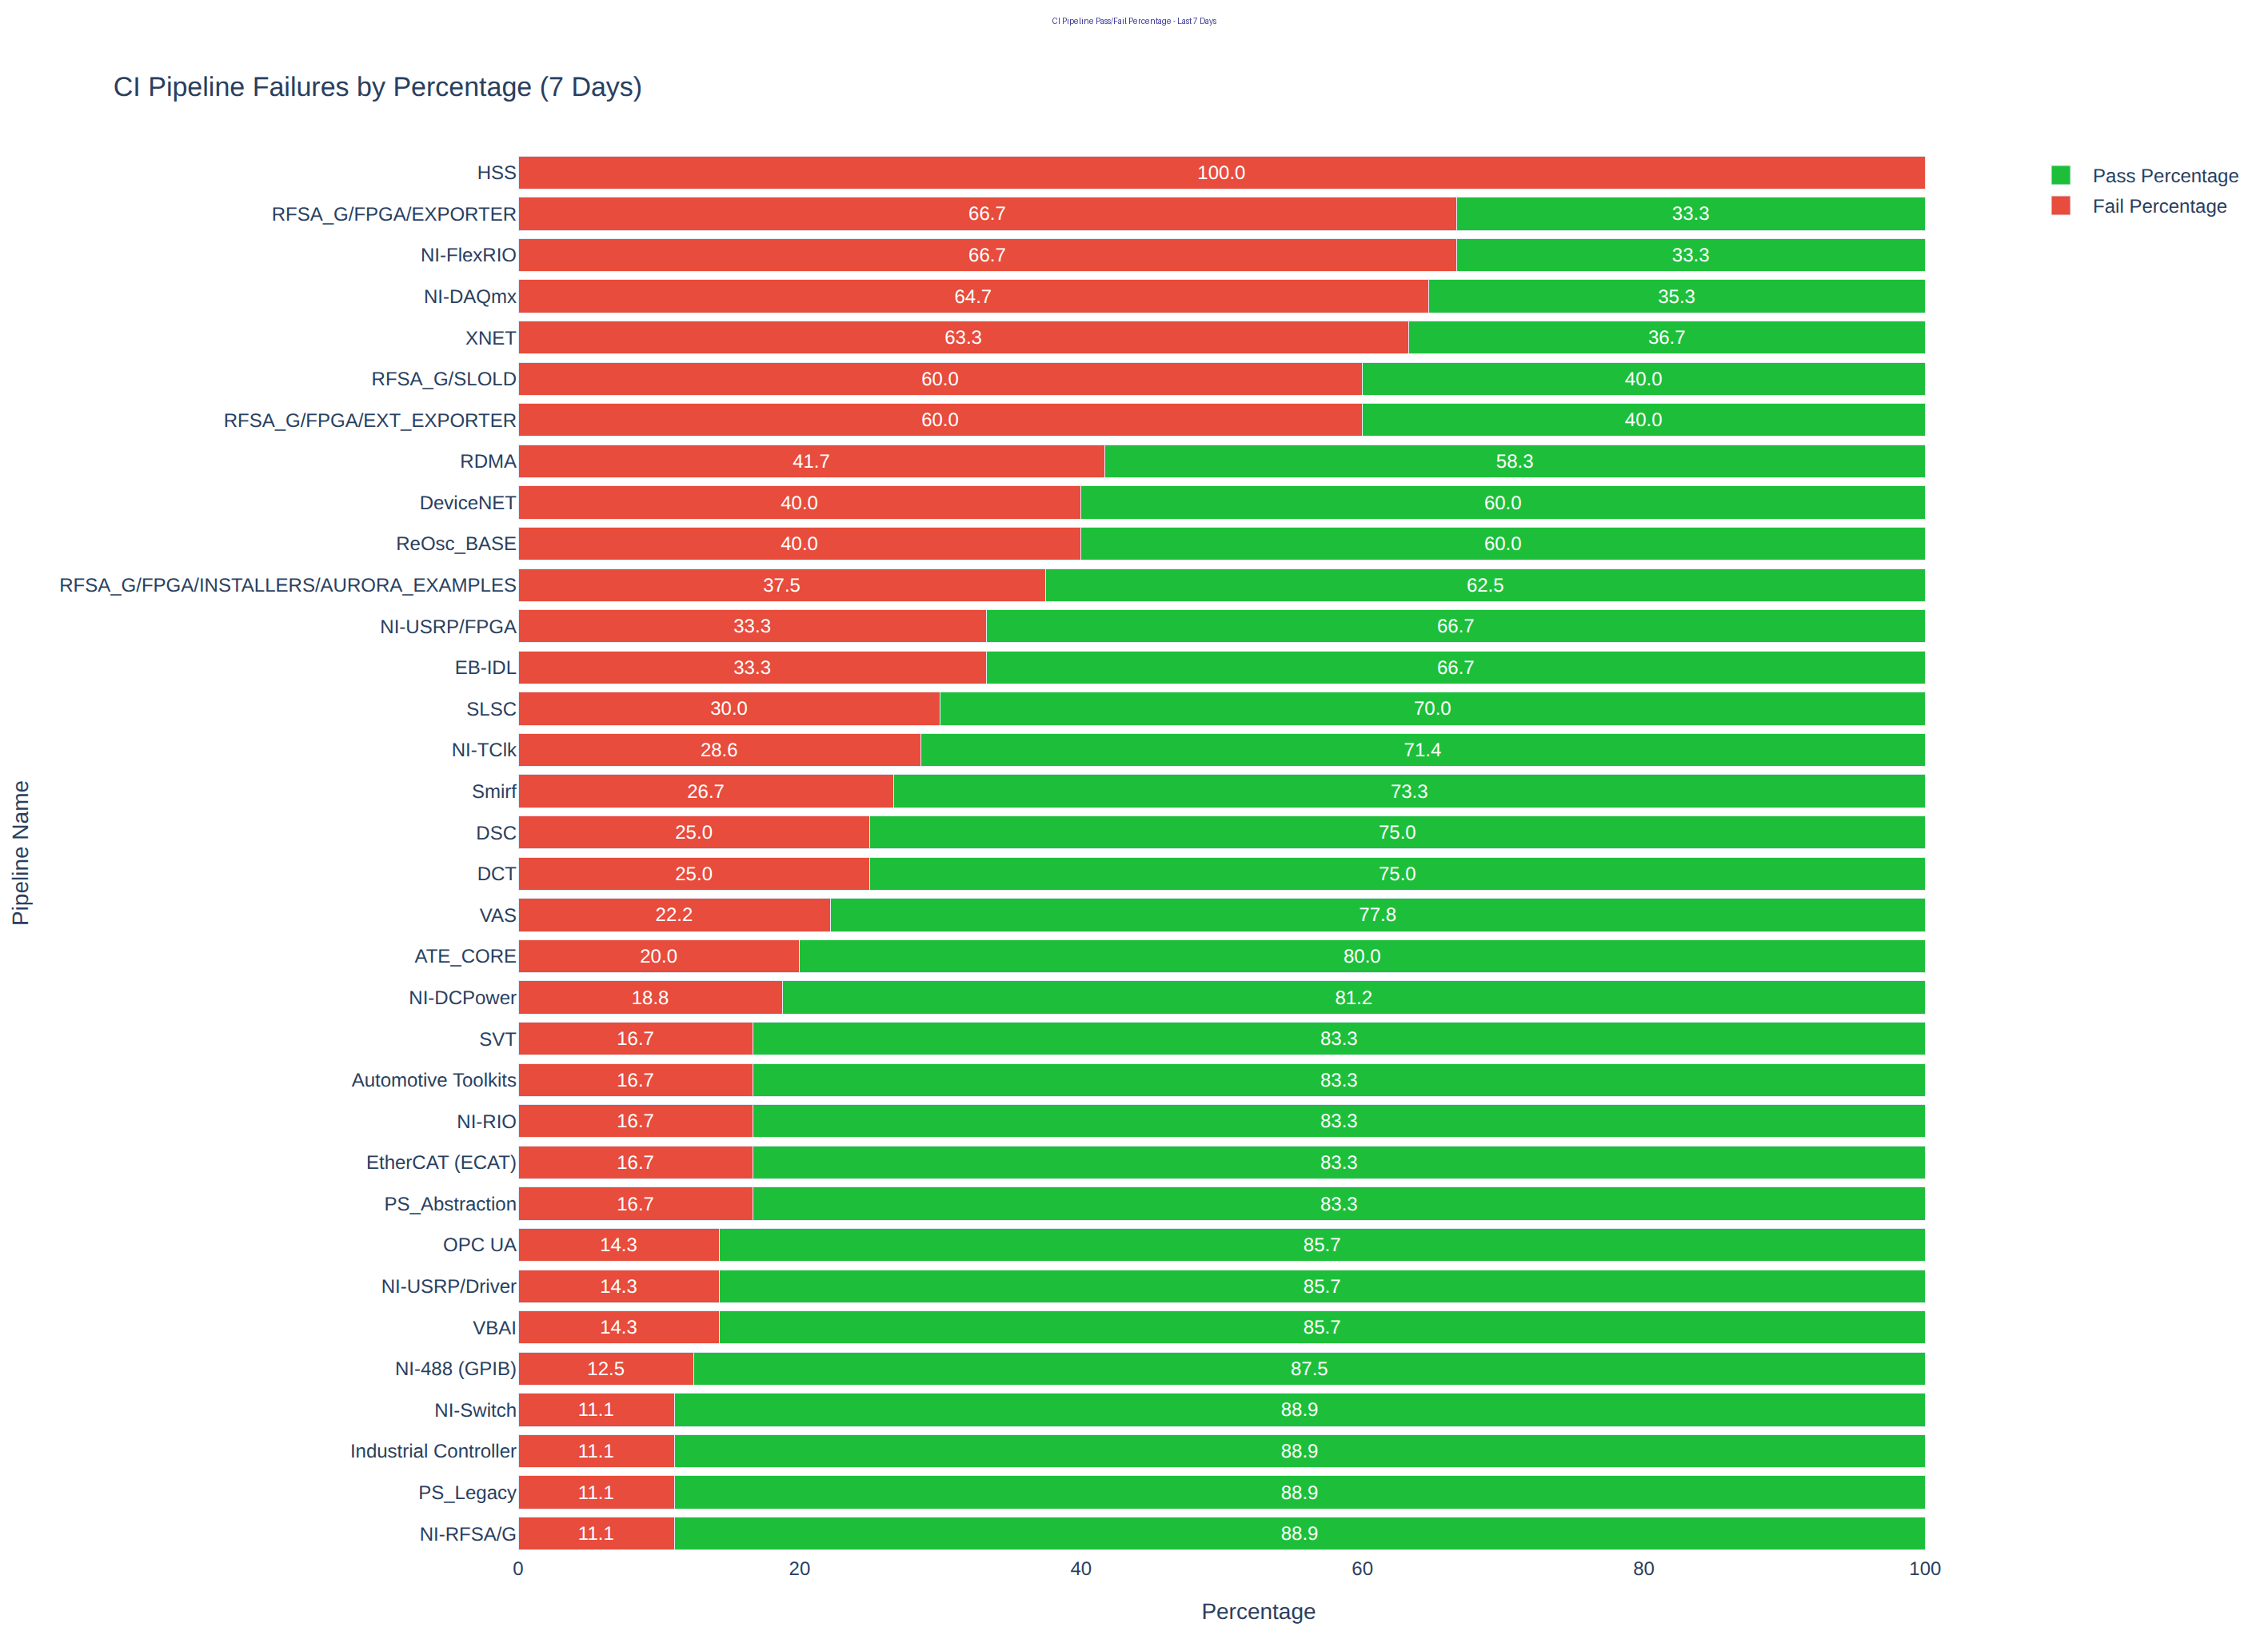 CI Pipeline Pass/Fail Percentage - Last 7 Days
CI Pipeline Failures by Percentage (7 Days)
Pass Percentage
Fail Percentage
HSS 100.0
RFSA_G/FPGA/EXPORTER 66.7 33.3
NI-FlexRIO 66.7 33.3
NI-DAQmx 64.7 35.3
XNET 63.3 36.7
RFSA_G/SLOLD 60.0 40.0
RFSA_G/FPGA/EXT_EXPORTER 60.0 40.0
RDMA 41.7 58.3
DeviceNET 40.0 60.0
ReOsc_BASE 40.0 60.0
RFSA_G/FPGA/INSTALLERS/AURORA_EXAMPLES 37.5 62.5
NI-USRP/FPGA 33.3 66.7
EB-IDL 33.3 66.7
SLSC 30.0 70.0
NI-TClk 28.6 71.4
Smirf 26.7 73.3
DSC 25.0 75.0
DCT 25.0 75.0
VAS 22.2 77.8
ATE_CORE 20.0 80.0
NI-DCPower 18.8 81.2
SVT 16.7 83.3
Automotive Toolkits 16.7 83.3
NI-RIO 16.7 83.3
EtherCAT (ECAT) 16.7 83.3
PS_Abstraction 16.7 83.3
OPC UA 14.3 85.7
NI-USRP/Driver 14.3 85.7
VBAI 14.3 85.7
NI-488 (GPIB) 12.5 87.5
NI-Switch 11.1 88.9
Industrial Controller 11.1 88.9
PS_Legacy 11.1 88.9
NI-RFSA/G 11.1 88.9
0 20 40 60 80 100
Percentage
Pipeline Name